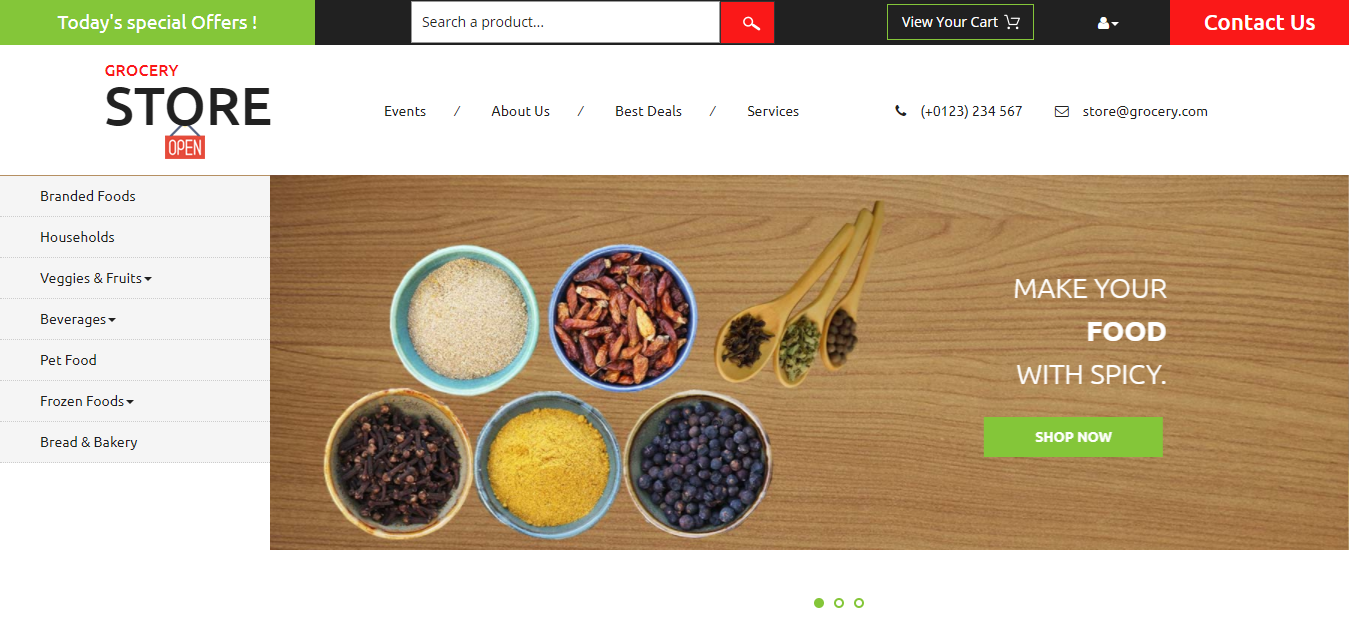 Today's special Offers !
Search a product...
View Your Cart
Contact Us
GROCERY
STORE
OPEN
Events / About Us / Best Deals / Services
(+0123) 234 567
store@grocery.com
Branded Foods
Households
Veggies & Fruits
Beverages
Pet Food
Frozen Foods
Bread & Bakery
MAKE YOUR
FOOD
WITH SPICY.
SHOP NOW